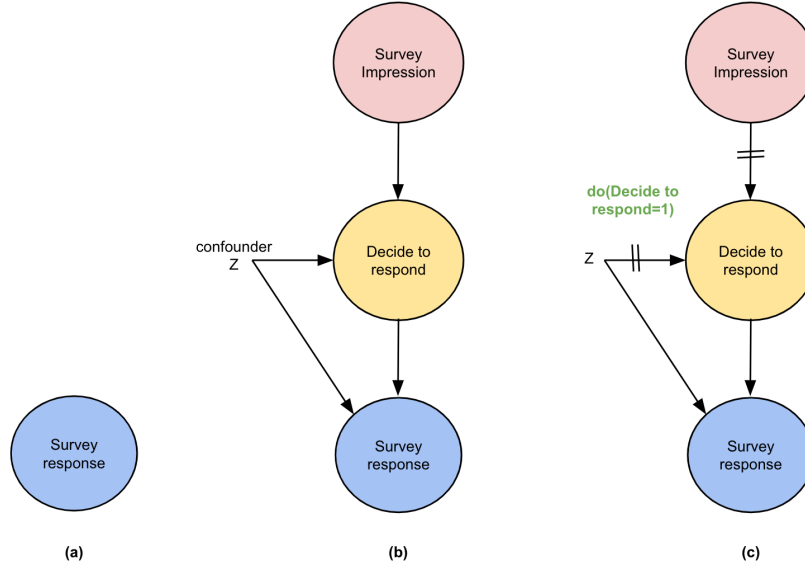 Survey
response
(a)
Survey
Impression
confounder
Z
Decide to
respond
Survey
response
(b)
Survey
Impression
do(Decide to
respond=1)
Z
Decide to
respond
Survey
response
(c)